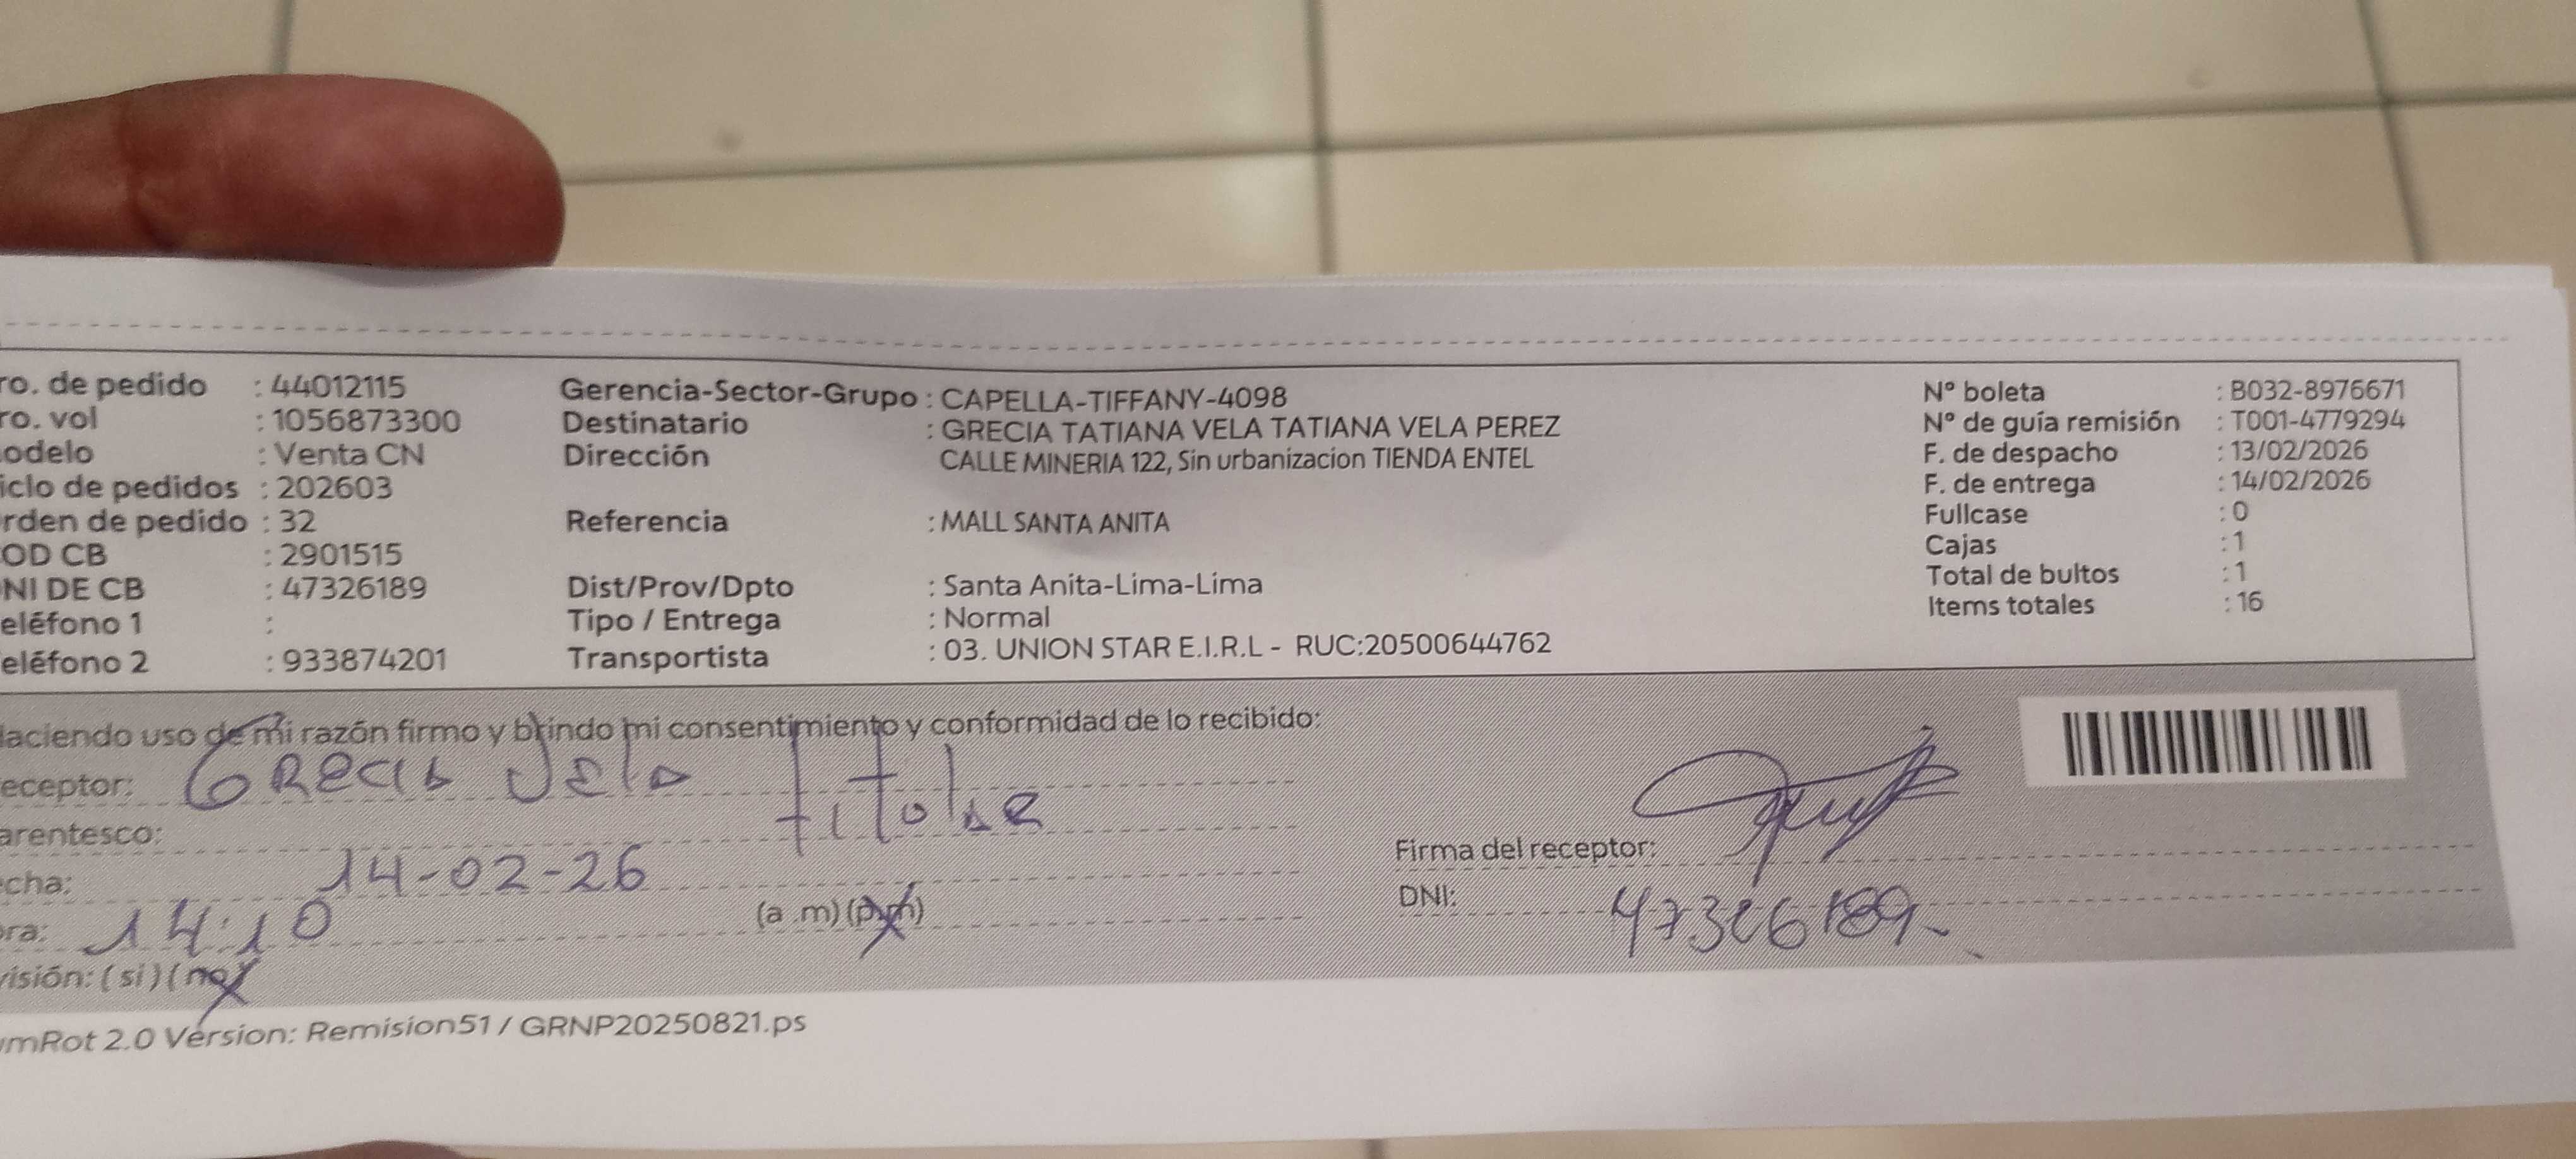 ro. de pedido : 44012115
ro. vol : 1056873300
odelo : Venta CN
iclo de pedidos : 202603
rden de pedido : 32
OD CB : 2901515
NI DE CB : 47326189
eléfono 1 :
eléfono 2 : 933874201
Gerencia-Sector-Grupo : CAPELLA-TIFFANY-4098
Destinatario : GRECIA TATIANA VELA TATIANA VELA PEREZ
Dirección CALLE MINERIA 122, Sin urbanizacion TIENDA ENTEL
Referencia : MALL SANTA ANITA
Dist/Prov/Dpto : Santa Anita-Lima-Lima
Tipo / Entrega : Normal
Transportista : 03. UNION STAR E.I.R.L - RUC:20500644762
N° boleta : B032-8976671
N° de guía remisión : T001-4779294
F. de despacho : 13/02/2026
F. de entrega : 14/02/2026
Fullcase : 0
Cajas : 1
Total de bultos : 1
Items totales : 16
Haciendo uso de mi razón firmo y brindo mi consentimiento y conformidad de lo recibido:
eceptor: Grecia Vela titolar
arentesco:
echa: 14-02-26
ora: 14:10 (a .m) (p.m)
visión: ( si ) ( no )
Firma del receptor:
DNI: 47326189
mRot 2.0 Version: Remision51 / GRNP20250821.ps